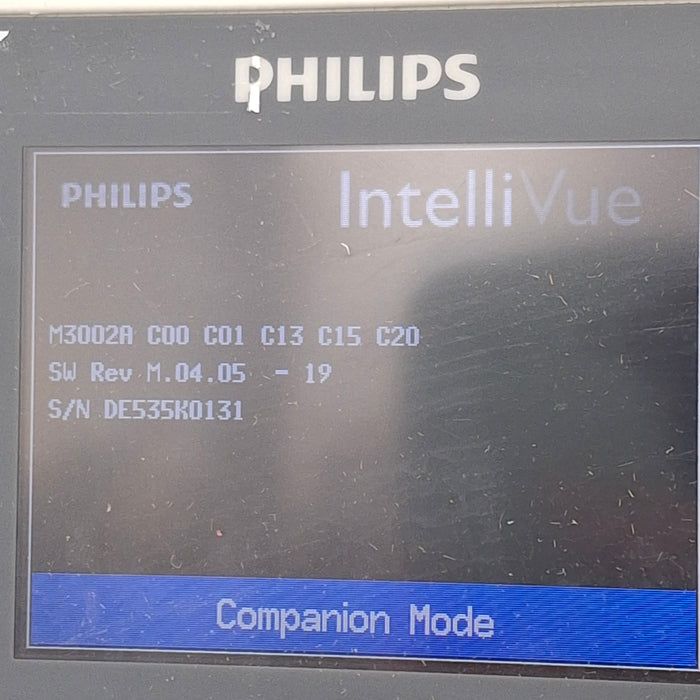 PHILIPS
PHILIPS IntelliVue
M3002A C00 C01 C13 C15 C20
SW Rev M.04.05 - 19
S/N DE535K0131
Companion Mode